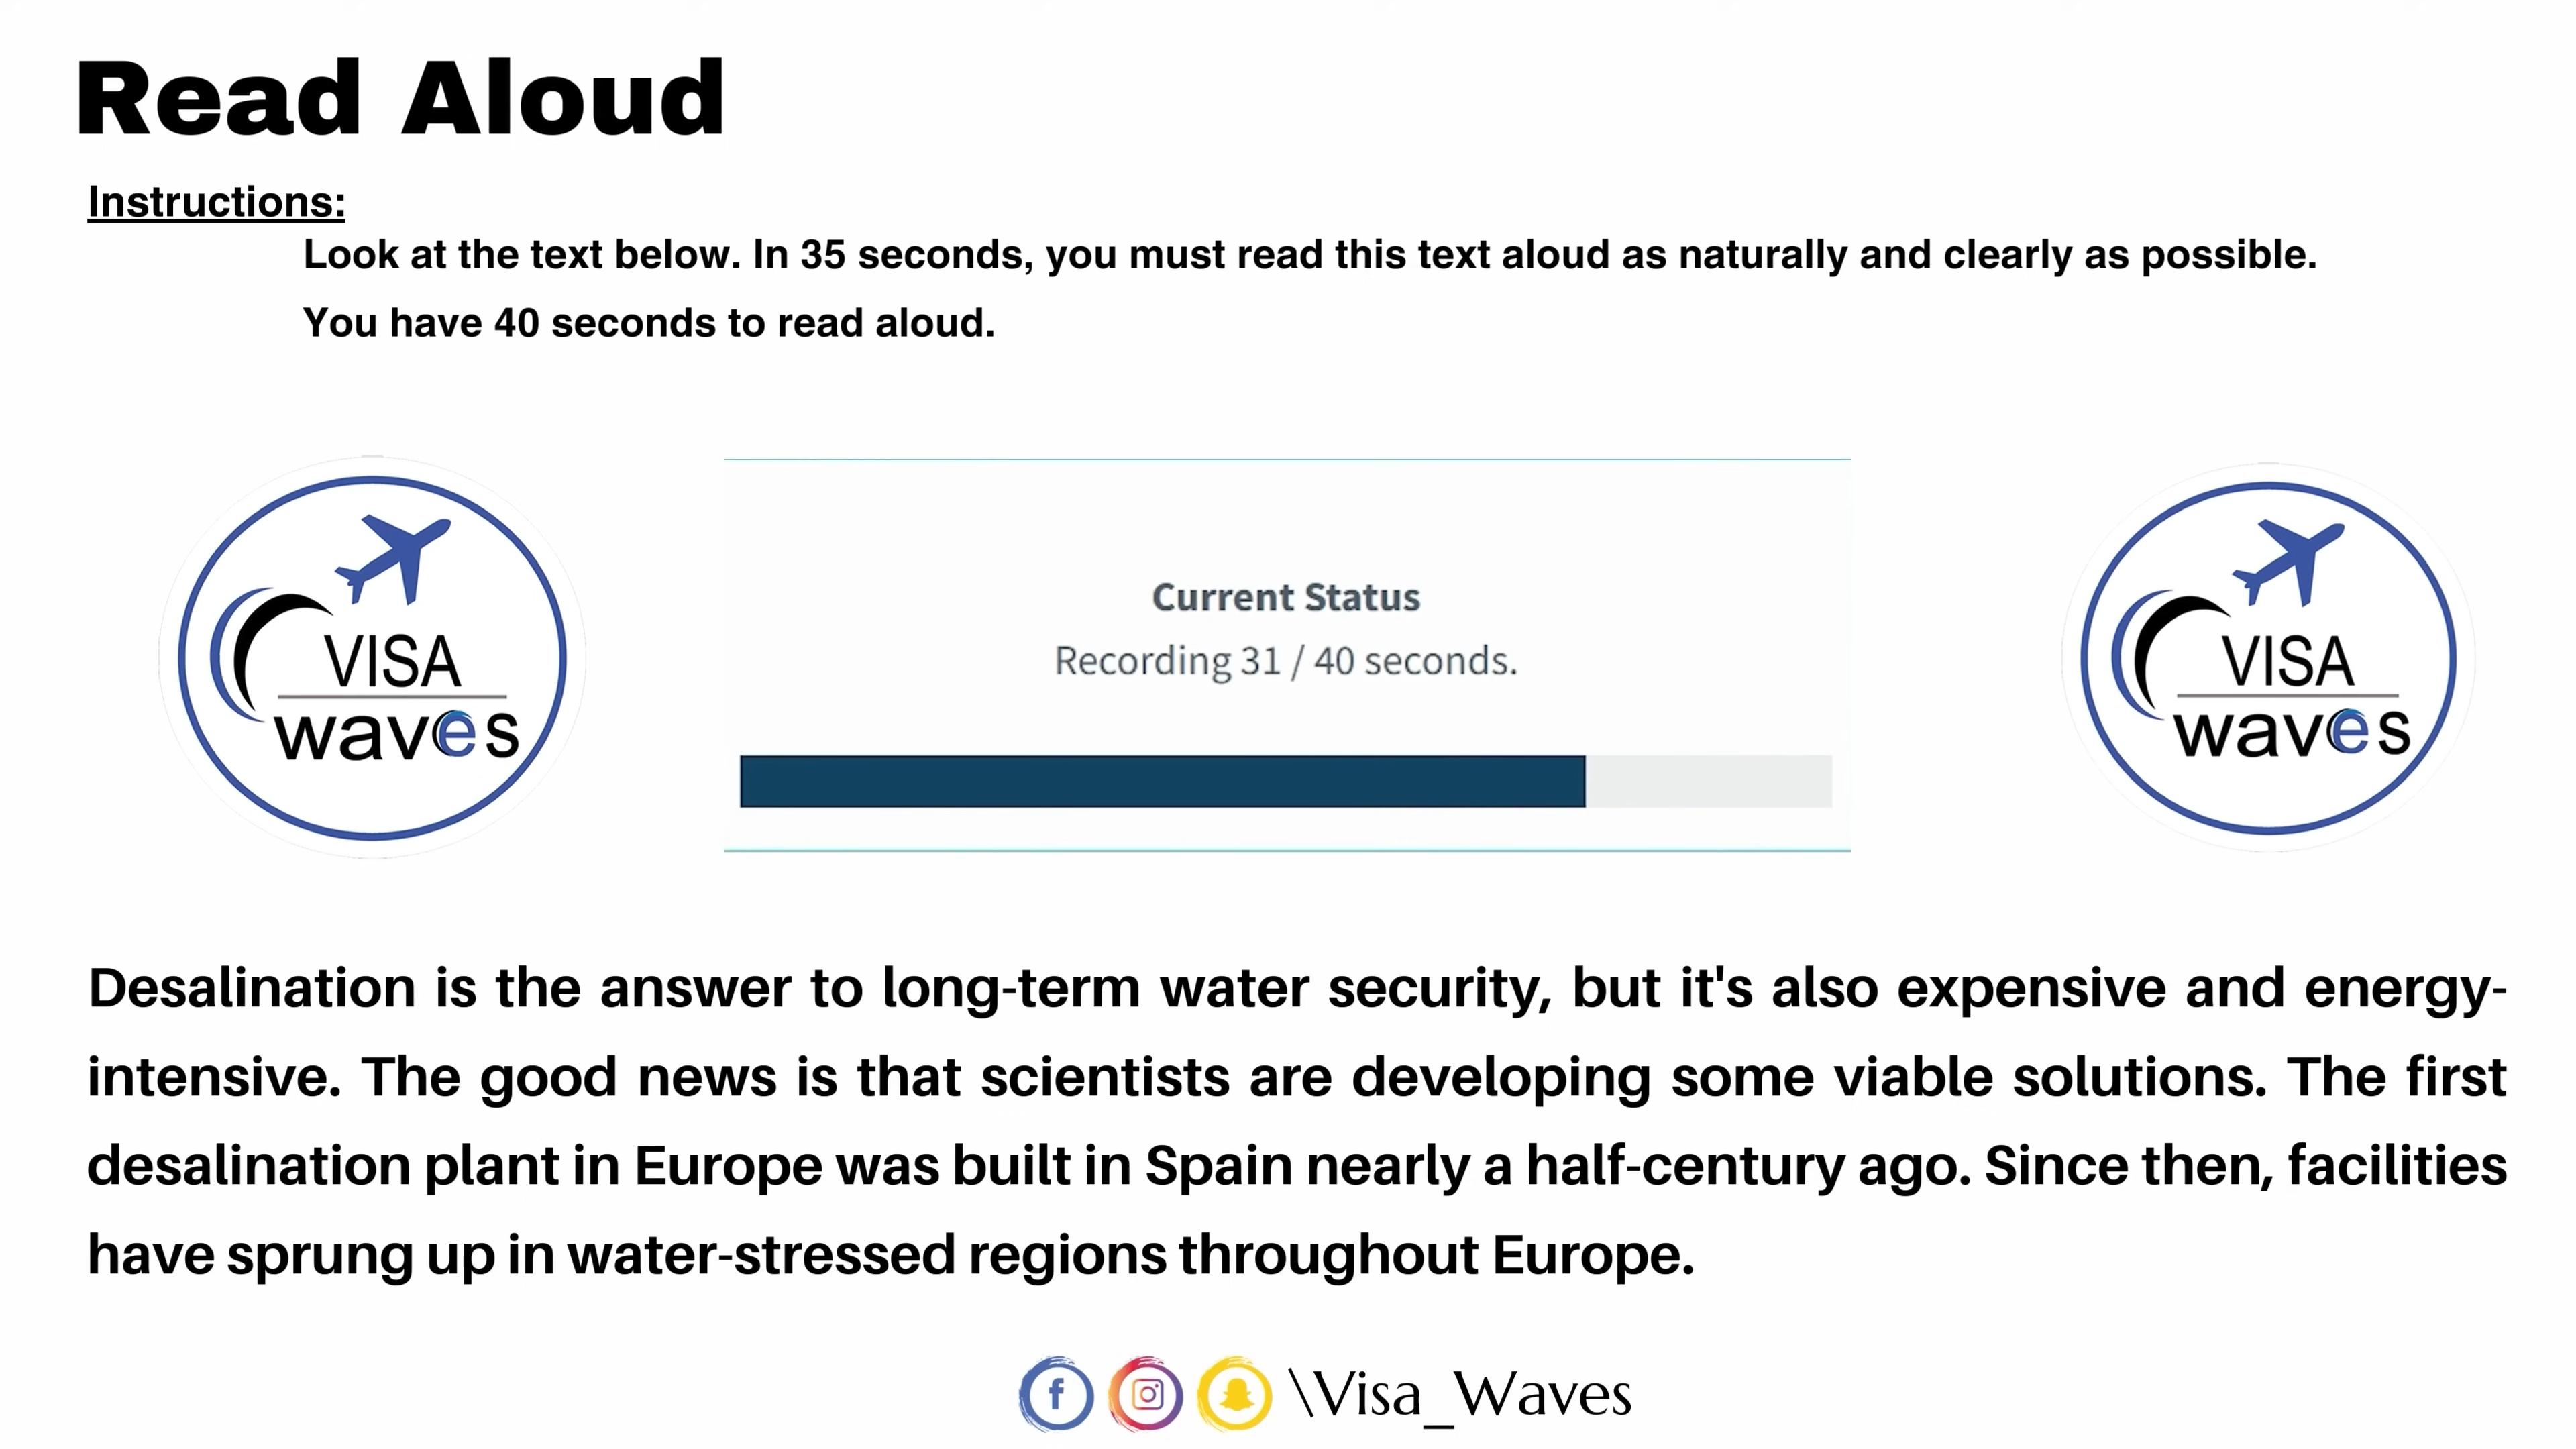 Read Aloud
Instructions:
Look at the text below. In 35 seconds, you must read this text aloud as naturally and clearly as possible.
You have 40 seconds to read aloud.
VISA
waves
Current Status
Recording 31 / 40 seconds.
VISA
waves
Desalination is the answer to long-term water security, but it's also expensive and energy-
intensive. The good news is that scientists are developing some viable solutions. The first
desalination plant in Europe was built in Spain nearly a half-century ago. Since then, facilities
have sprung up in water-stressed regions throughout Europe.
\Visa_Waves